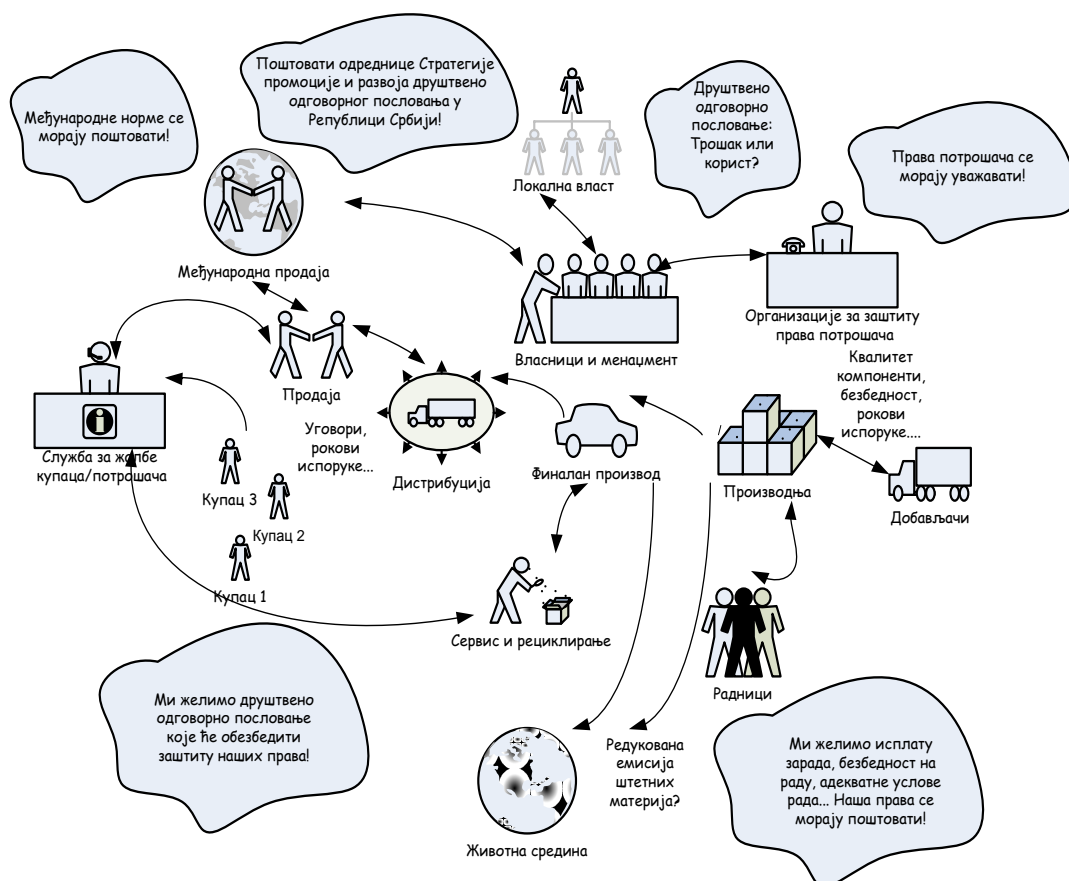 Међународне норме се
морају поштовати!
Поштовати одреднице Стратегије
промоције и развоја друштвено
одговорног пословања у
Републици Србији!
Друштвено
одговорно
пословање:
Трошак или
корист?
Права потрошача се
морају уважавати!
Локална власт
Међународна продаја
Организације за заштиту
права потрошача
Власници и менаџмент
Квалитет
компоненти,
безбедност,
рокови
испоруке....
Продаја
Уговори,
рокови
испоруке...
Служба за жалбе
купаца/потрошача
Дистрибуција
Финалан производ
Производња
Добављачи
Купац 3
Купац 2
Купац 1
Сервис и рециклирање
Радници
Ми желимо друштвено
одговорно пословање
које ће обезбедити
заштиту наших права!
Редукована
емисија
штетних
материја?
Ми желимо исплату
зарада, безбедност на
раду, адекватне услове
рада... Наша права се
морају поштовати!
Животна средина